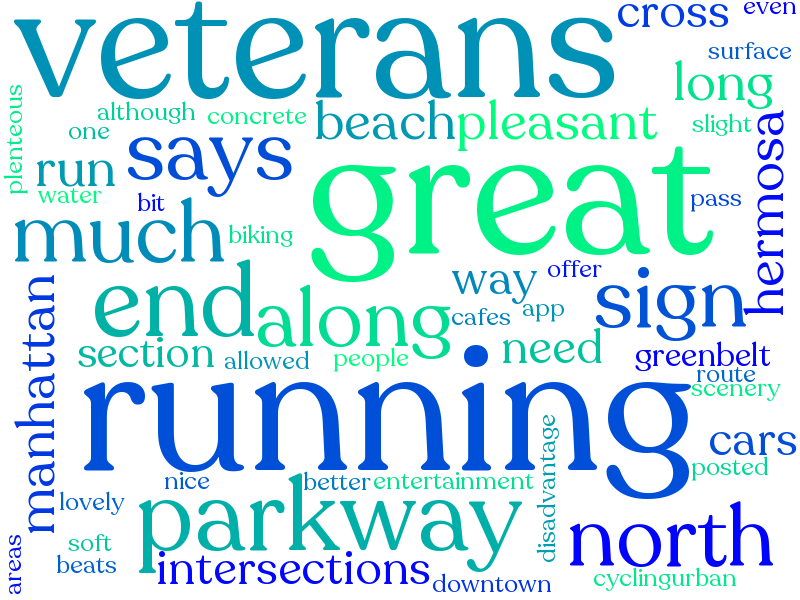 veterans
cross
even
surface
long
plenteous
although
concrete
one
beach
pleasant
slight
run
says
great
hermosa
water
bit
pass
much
biking
way
offer
manhattan
end
along
cafes
app
sign
section
allowed
people
need
greenbelt
route
scenery
running
cars
disadvantage
posted
nice
better
entertainment
lovely
parkway
north
soft
beats
areas
intersections
downtown
cyclingurban